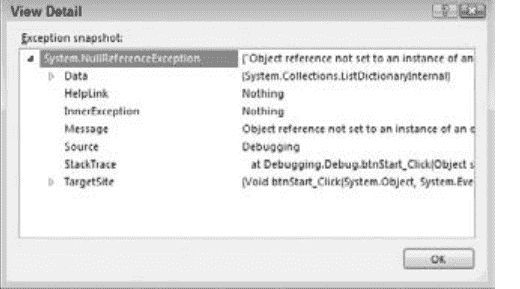 View Detail
Exception snapshot:
System.NullReferenceException {"Object reference not set to an instance of an
Data {System.Collections.ListDictionaryInternal}
HelpLink Nothing
InnerException Nothing
Message Object reference not set to an instance of an o
Source Debugging
StackTrace at Debugging.Debug.btnStart_Click(Object s
TargetSite {Void btnStart_Click(System.Object, System.Eve
OK